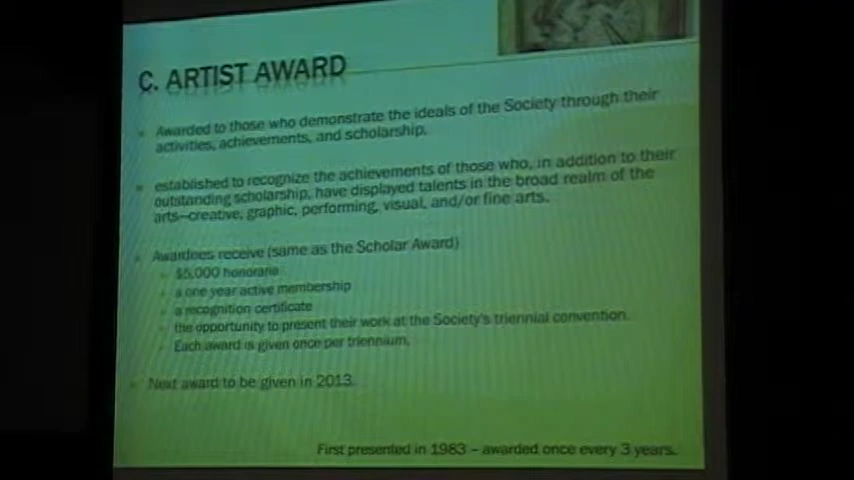 C. ARTIST AWARD
Awarded to those who demonstrate the ideals of the Society through their
activities, achievements, and scholarship.
established to recognize the achievements of those who, in addition to their
outstanding scholarship, have displayed talents in the broad realm of the
arts—creative, graphic, performing, visual, and/or fine arts.
Awardees receive (same as the Scholar Award)
$5,000 honoraria
a one year active membership
a recognition certificate
the opportunity to present their work at the Society's triennial convention.
Each award is given once per triennium.
Next award to be given in 2013.
First presented in 1983 – awarded once every 3 years.